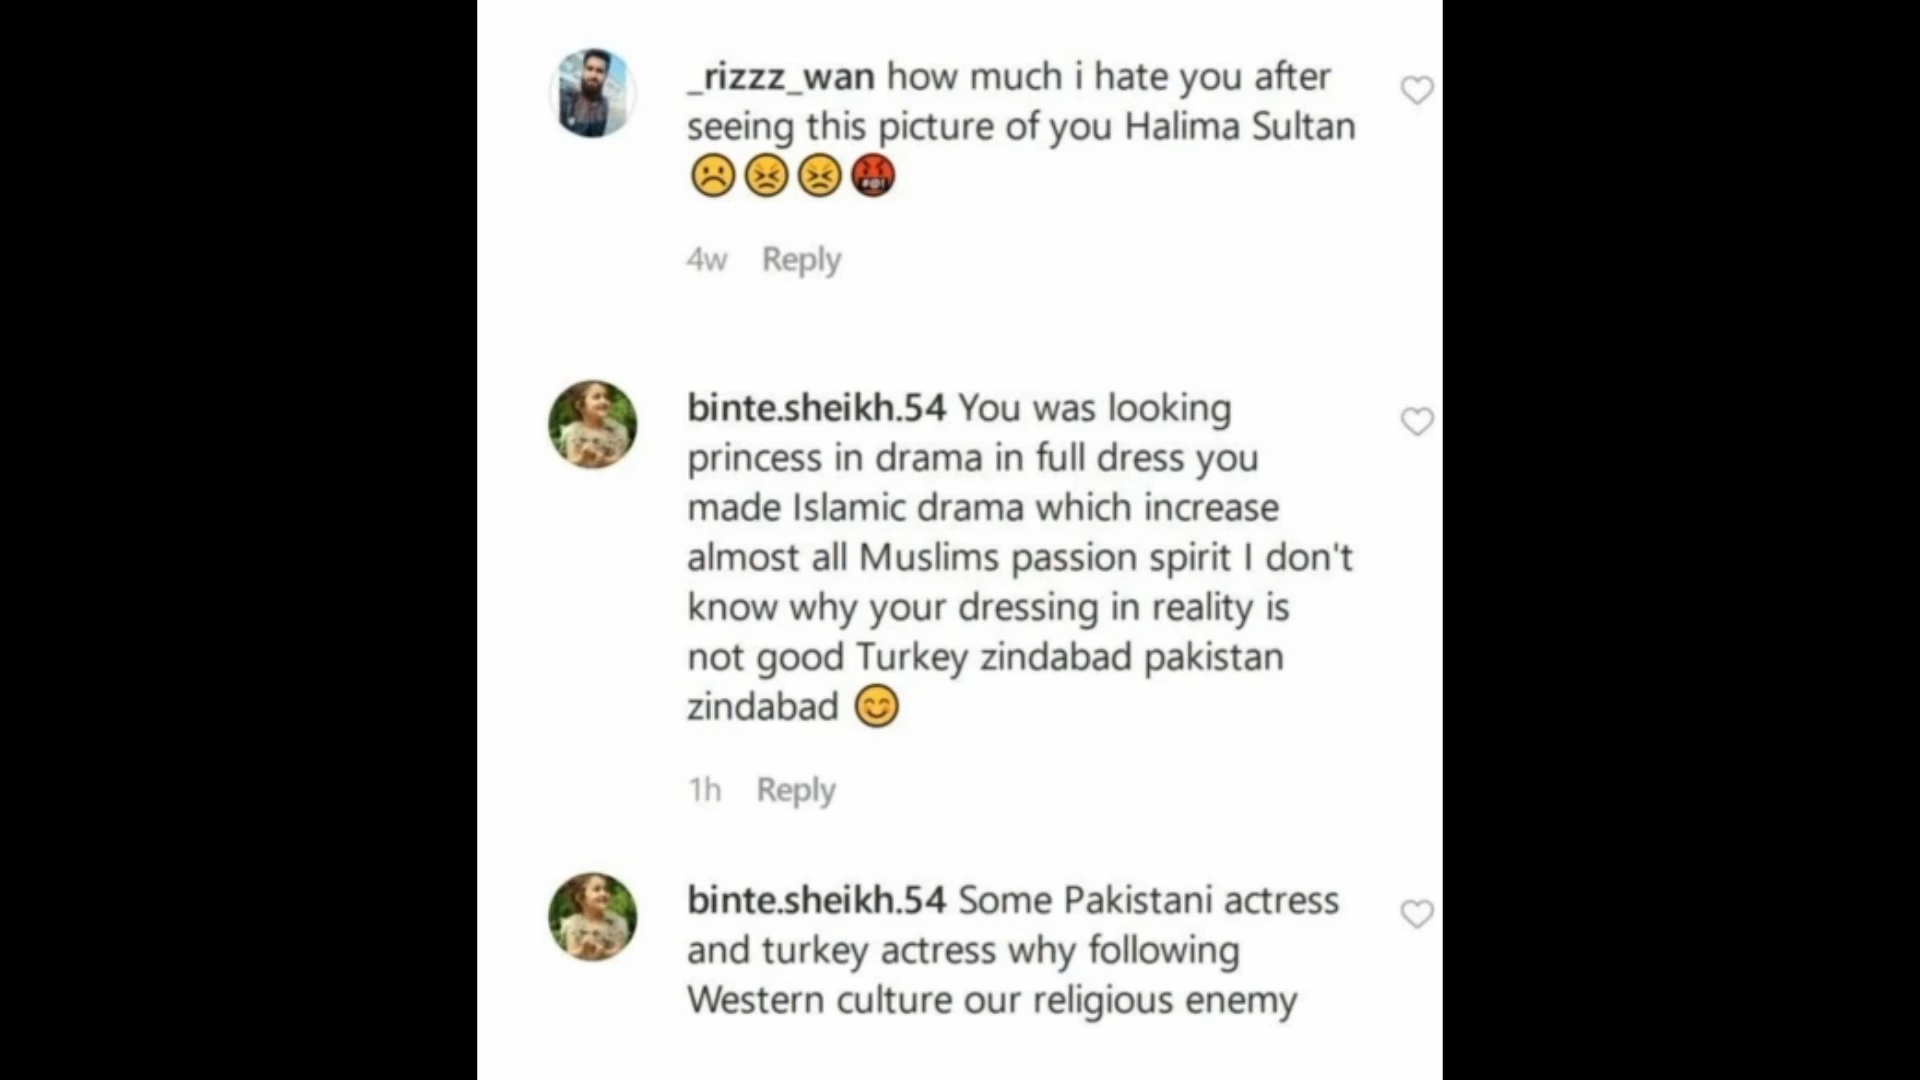 _rizzz_wan how much i hate you after
seeing this picture of you Halima Sultan
☹️😣😣🤬
4w Reply
binte.sheikh.54 You was looking
princess in drama in full dress you
made Islamic drama which increase
almost all Muslims passion spirit I don't
know why your dressing in reality is
not good Turkey zindabad pakistan
zindabad 😊
1h Reply
binte.sheikh.54 Some Pakistani actress
and turkey actress why following
Western culture our religious enemy